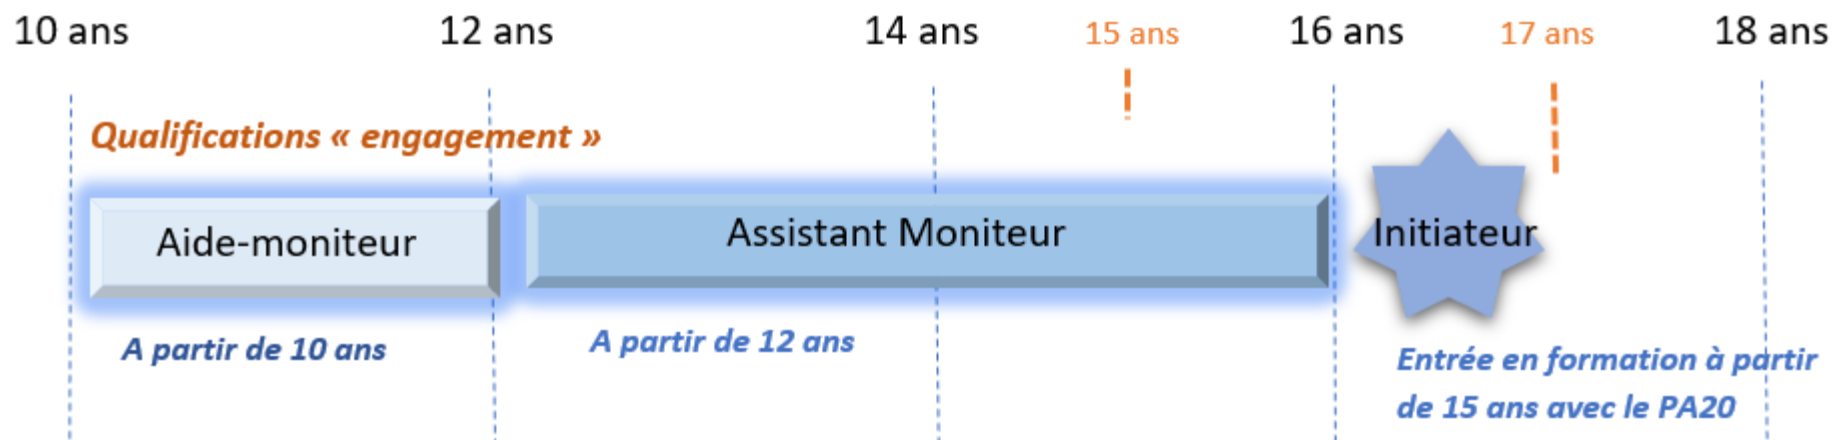 10 ans 12 ans 14 ans 15 ans 16 ans 17 ans 18 ans
Qualifications « engagement »
Aide-moniteur
Assistant Moniteur
Initiateur
A partir de 10 ans
A partir de 12 ans
Entrée en formation à partir
de 15 ans avec le PA20